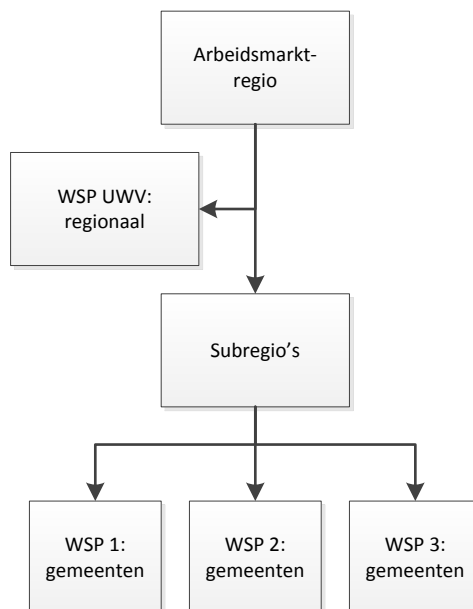 Arbeidsmarkt-
regio
WSP UWV:
regionaal
Subregio’s
WSP 1:
gemeenten
WSP 2:
gemeenten
WSP 3:
gemeenten